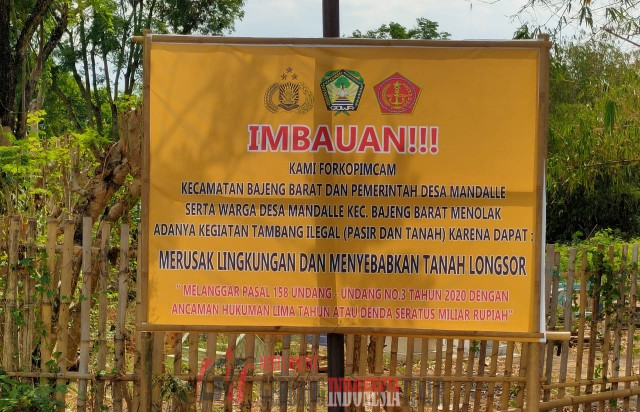 IMBAUAN!!!
KAMI FORKOPIMCAM
KECAMATAN BAJENG BARAT DAN PEMERINTAH DESA MANDALLE
SERTA WARGA DESA MANDALLE KEC. BAJENG BARAT MENOLAK
ADANYA KEGIATAN TAMBANG ILEGAL (PASIR DAN TANAH) KARENA DAPAT :
MERUSAK LINGKUNGAN DAN MENYEBABKAN TANAH LONGSOR
" MELANGGAR PASAL 158 UNDANG - UNDANG NO.3 TAHUN 2020 DENGAN
ANCAMAN HUKUMAN LIMA TAHUN ATAU DENDA SERATUS MILIAR RUPIAH"
INDONESIA